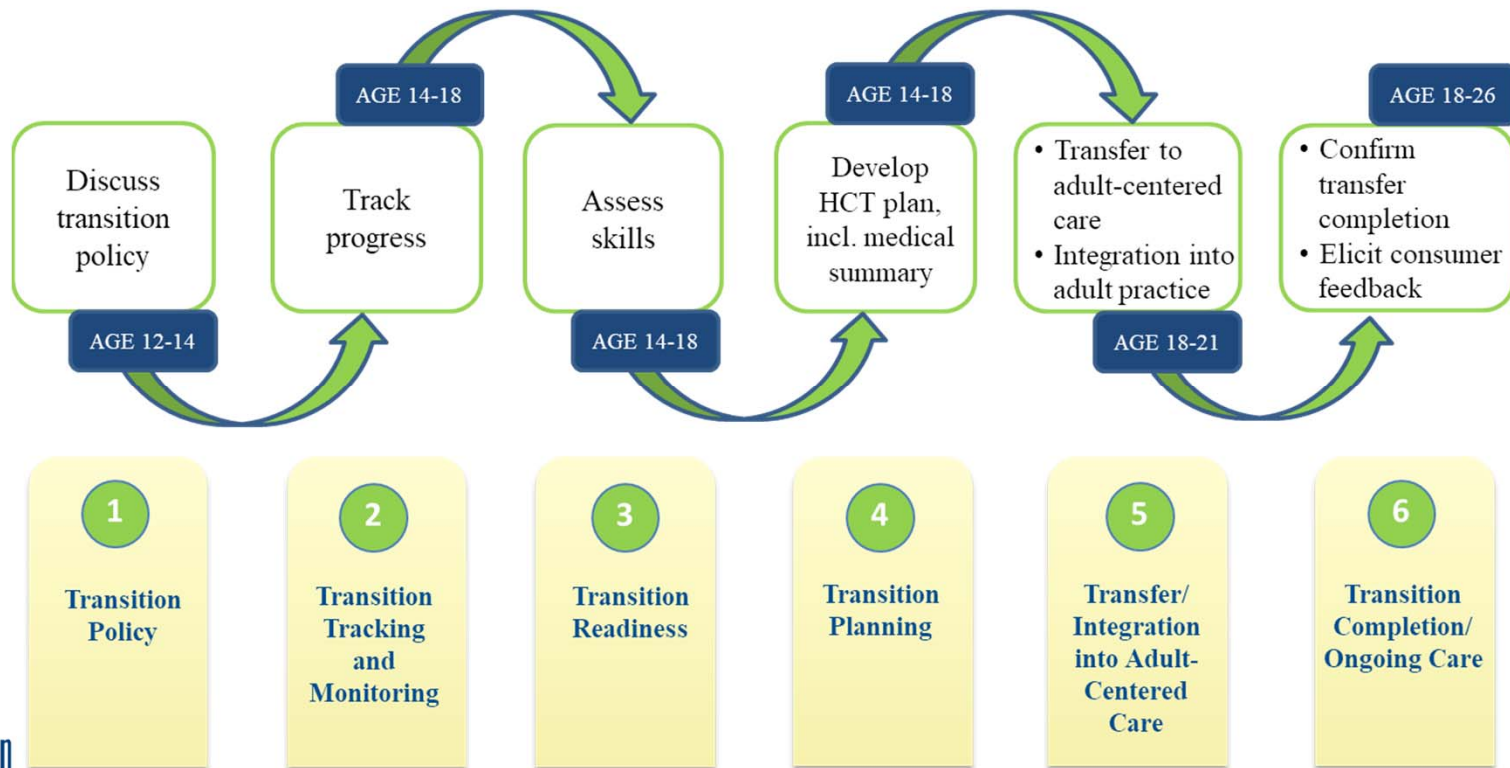 AGE 14-18
AGE 14-18
AGE 18-26
Discuss
transition
policy
Track
progress
Assess
skills
Develop
HCT plan,
incl. medical
summary
• Transfer to
adult-centered
care
• Integration into
adult practice
• Confirm
transfer
completion
• Elicit consumer
feedback
AGE 12-14
AGE 14-18
AGE 18-21
1
Transition
Policy
2
Transition
Tracking
and
Monitoring
3
Transition
Readiness
4
Transition
Planning
5
Transfer/
Integration
into Adult-
Centered
Care
6
Transition
Completion/
Ongoing Care